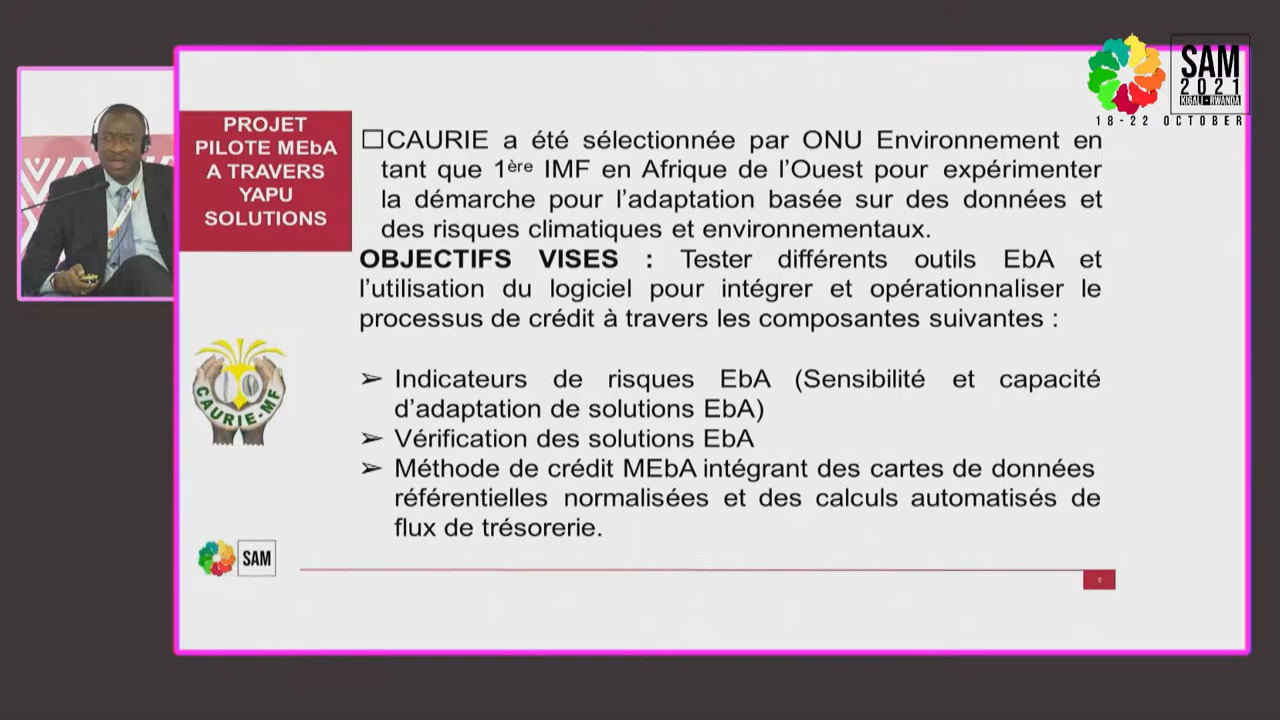 SAM
2021
KIGALI - RWANDA
18-22 OCTOBER
PROJET
PILOTE MEbA
A TRAVERS
YAPU
SOLUTIONS
CAURIE a été sélectionnée par ONU Environnement en
tant que 1ère IMF en Afrique de l'Ouest pour expérimenter
la démarche pour l'adaptation basée sur des données et
des risques climatiques et environnementaux.
OBJECTIFS VISES : Tester différents outils EbA et
l'utilisation du logiciel pour intégrer et opérationnaliser le
processus de crédit à travers les composantes suivantes :
➢ Indicateurs de risques EbA (Sensibilité et capacité
d'adaptation de solutions EbA)
➢ Vérification des solutions EbA
➢ Méthode de crédit MEbA intégrant des cartes de données
référentielles normalisées et des calculs automatisés de
flux de trésorerie.
CAURIE-MF
SAM
6